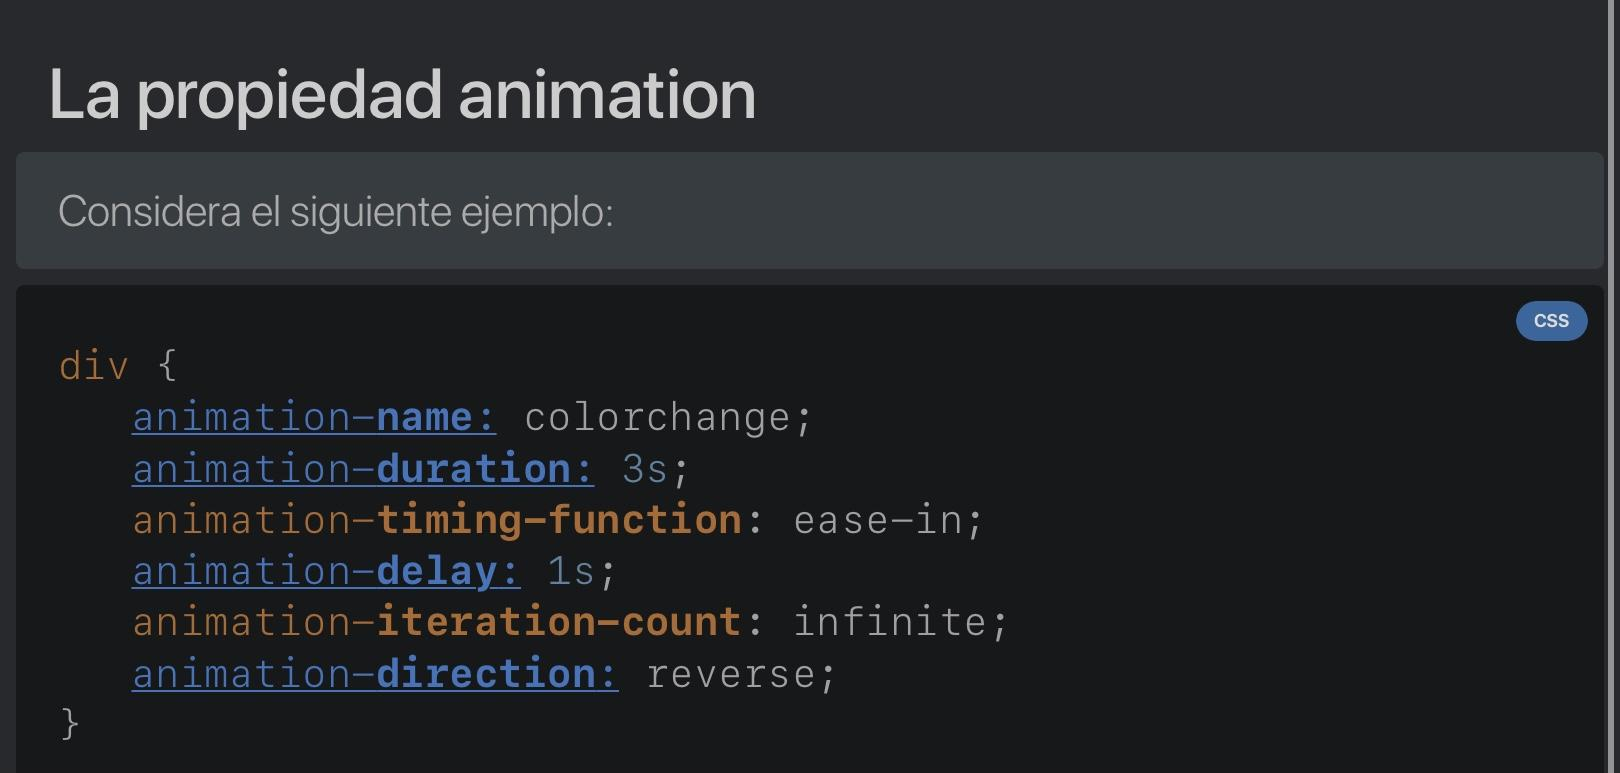 La propiedad animation
Considera el siguiente ejemplo:
CSS
div {
animation-name: colorchange;
animation-duration: 3s;
animation-timing-function: ease-in;
animation-delay: 1s;
animation-iteration-count: infinite;
animation-direction: reverse;
}